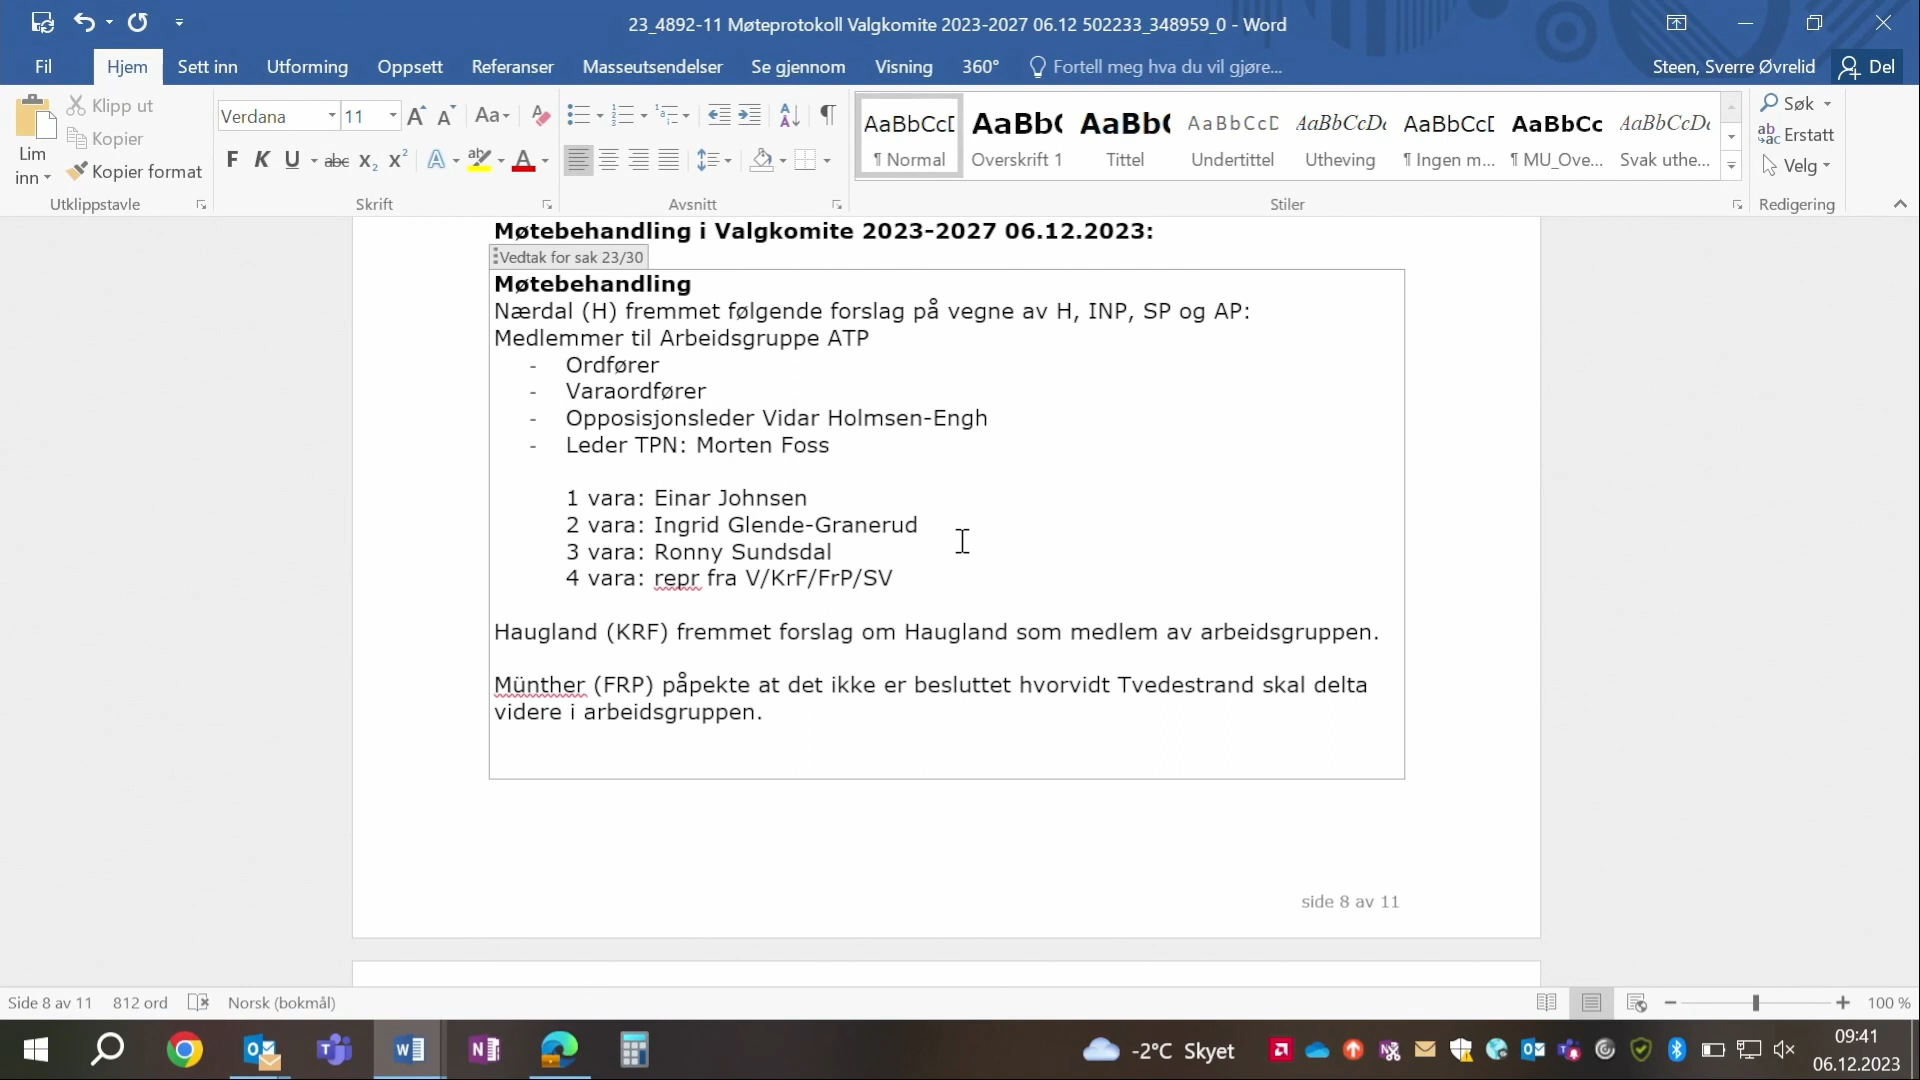 23_4892-11 Møteprotokoll Valgkomite 2023-2027 06.12 502233_348959_0 - Word
Fil Hjem Sett inn Utforming Oppsett Referanser Masseutsendelser Se gjennom Visning 360° Fortell meg hva du vil gjøre... Steen, Sverre Øvrelid Del
Klipp ut
Kopier
Kopier format
Lim
inn
Utklippstavle
Verdana 11
Skrift
Avsnitt
AaBbCcD AaBb( AaBb( AaBbCcD AaBbCcDc AaBbCcD AaBbCc AaBbCcDc
¶ Normal Overskrift 1 Tittel Undertittel Utheving ¶ Ingen m... ¶ MU_Ove... Svak uthe...
Stiler
Søk
Erstatt
Velg
Redigering
Møtebehandling i Valgkomite 2023-2027 06.12.2023:
Vedtak for sak 23/30
Møtebehandling
Nærdal (H) fremmet følgende forslag på vegne av H, INP, SP og AP:
Medlemmer til Arbeidsgruppe ATP
- Ordfører
- Varaordfører
- Opposisjonsleder Vidar Holmsen-Engh
- Leder TPN: Morten Foss
1 vara: Einar Johnsen
2 vara: Ingrid Glende-Granerud
3 vara: Ronny Sundsdal
4 vara: repr fra V/KrF/FrP/SV
Haugland (KRF) fremmet forslag om Haugland som medlem av arbeidsgruppen.
Münther (FRP) påpekte at det ikke er besluttet hvorvidt Tvedestrand skal delta
videre i arbeidsgruppen.
side 8 av 11
Side 8 av 11 812 ord Norsk (bokmål) 100 %
-2°C Skyet
09:41
06.12.2023